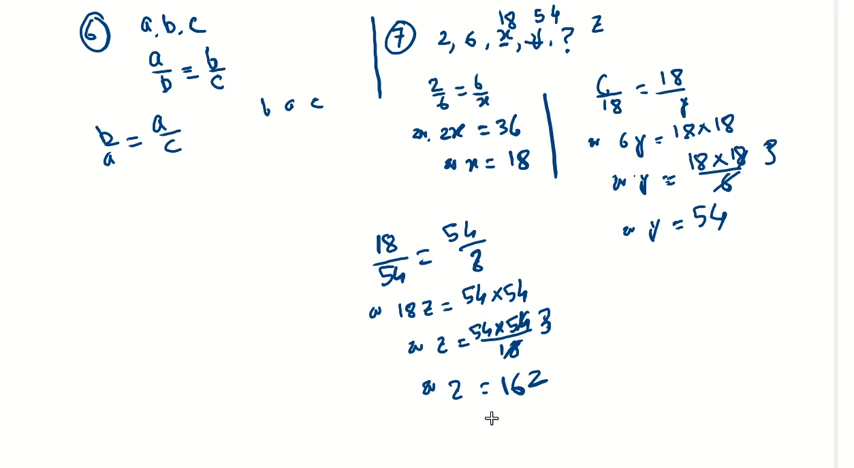 ⑥ a, b, c
a/b = b/c
b a c
b/a = a/c
⑦ 2, 6, x, y, ? z
18 54
2/6 = 6/x
2x = 36
x = 18
6/18 = 18/y
6y = 18×18
y = 18×18/6 3
y = 54
18/54 = 54/z
18z = 54×54
z = 54×54/18 3
z = 162